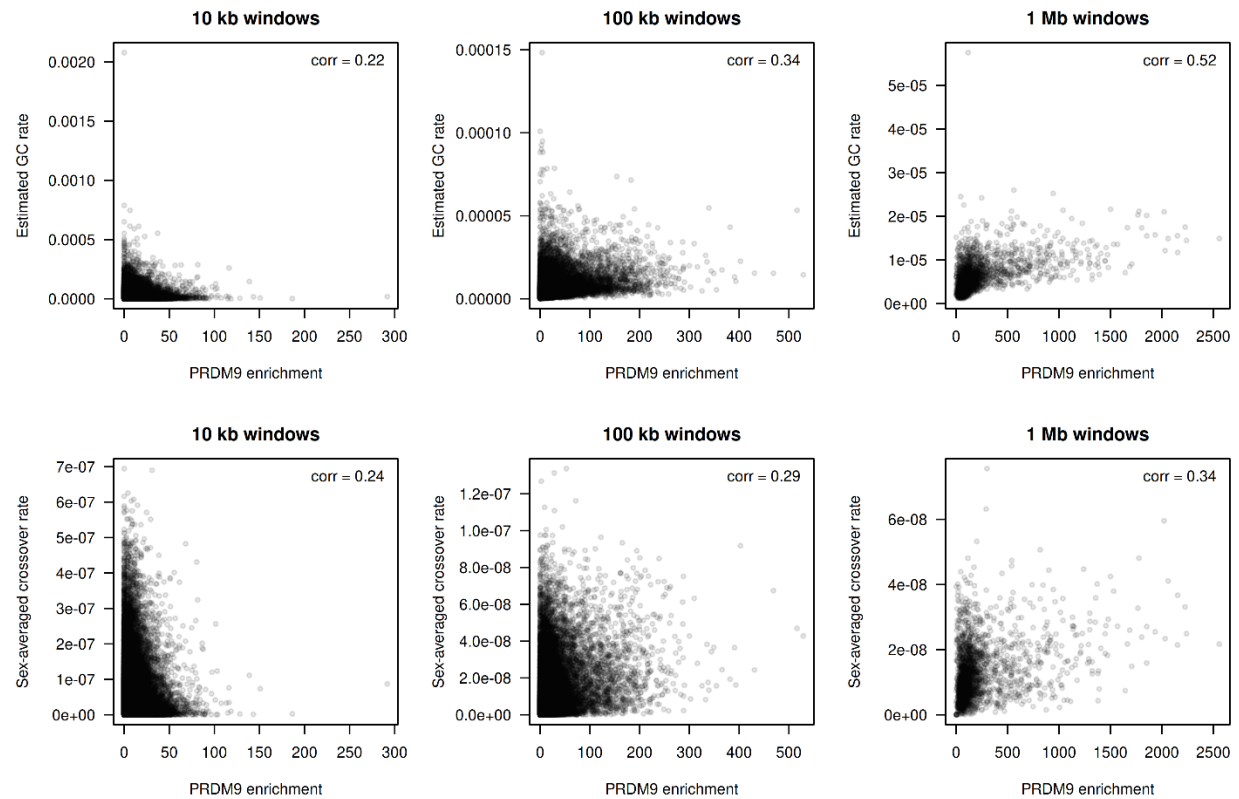 10 kb windows
corr = 0.22
Estimated GC rate
0.0020
0.0015
0.0010
0.0005
0.0000
0 50 100 150 200 250 300
PRDM9 enrichment
100 kb windows
corr = 0.34
Estimated GC rate
0.00015
0.00010
0.00005
0.00000
0 100 200 300 400 500
PRDM9 enrichment
1 Mb windows
corr = 0.52
Estimated GC rate
5e-05
4e-05
3e-05
2e-05
1e-05
0e+00
0 500 1000 1500 2000 2500
PRDM9 enrichment
10 kb windows
corr = 0.24
Sex-averaged crossover rate
7e-07
6e-07
5e-07
4e-07
3e-07
2e-07
1e-07
0e+00
0 50 100 150 200 250 300
PRDM9 enrichment
100 kb windows
corr = 0.29
Sex-averaged crossover rate
1.2e-07
1.0e-07
8.0e-08
6.0e-08
4.0e-08
2.0e-08
0.0e+00
0 100 200 300 400 500
PRDM9 enrichment
1 Mb windows
corr = 0.34
Sex-averaged crossover rate
6e-08
4e-08
2e-08
0e+00
0 500 1000 1500 2000 2500
PRDM9 enrichment